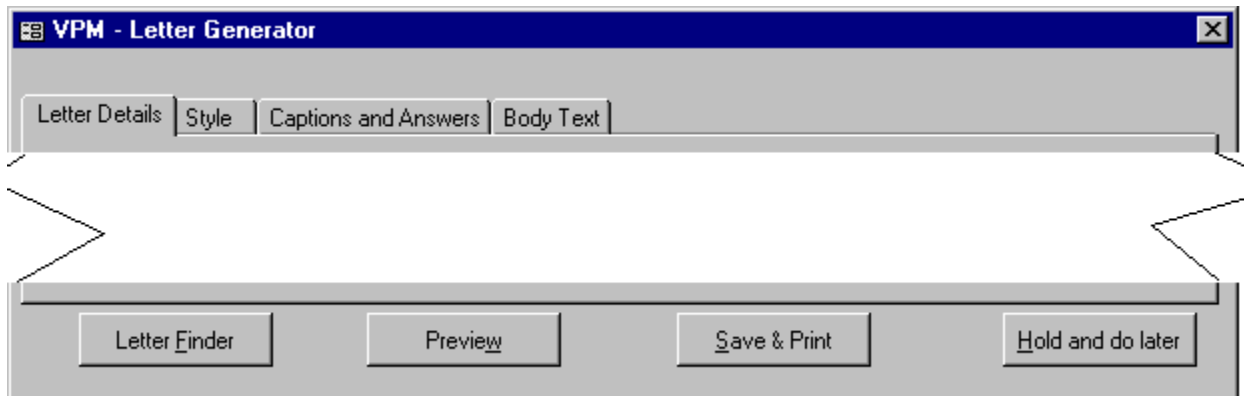 VPM - Letter Generator
Letter Details Style Captions and Answers Body Text
Letter Finder Preview Save & Print Hold and do later